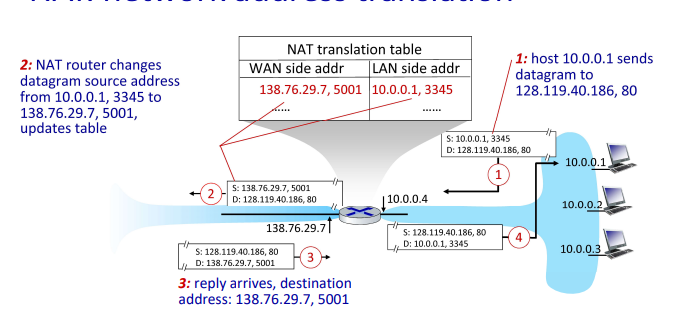 NAT: network address translation
NAT translation table
WAN side addr LAN side addr
138.76.29.7, 5001 10.0.0.1, 3345
...... ......
2: NAT router changes
datagram source address
from 10.0.0.1, 3345 to
138.76.29.7, 5001,
updates table
1: host 10.0.0.1 sends
datagram to
128.119.40.186, 80
S: 10.0.0.1, 3345
D: 128.119.40.186, 80
1
10.0.0.1
S: 138.76.29.7, 5001
D: 128.119.40.186, 80
2
10.0.0.4
10.0.0.2
138.76.29.7
S: 128.119.40.186, 80
D: 10.0.0.1, 3345
4
10.0.0.3
S: 128.119.40.186, 80
D: 138.76.29.7, 5001
3
3: reply arrives, destination
address: 138.76.29.7, 5001